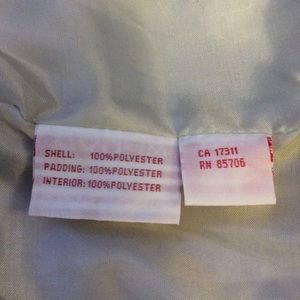 SHELL: 100%POLYESTER
PADDING: 100%POLYESTER
INTERIOR: 100%POLYESTER
CA 17311
RN 85706